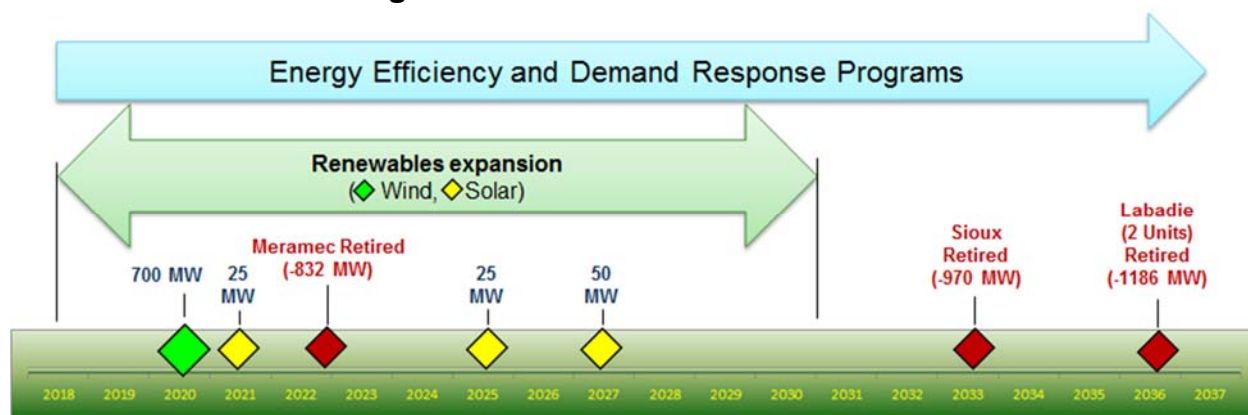 Energy Efficiency and Demand Response Programs
Renewables expansion
( Wind, Solar)
700 MW
25
MW
Meramec Retired
(-832 MW)
25
MW
50
MW
Sioux
Retired
(-970 MW)
Labadie
(2 Units)
Retired
(-1186 MW)
2018 2019 2020 2021 2022 2023 2024 2025 2026 2027 2028 2029 2030 2031 2032 2033 2034 2035 2036 2037